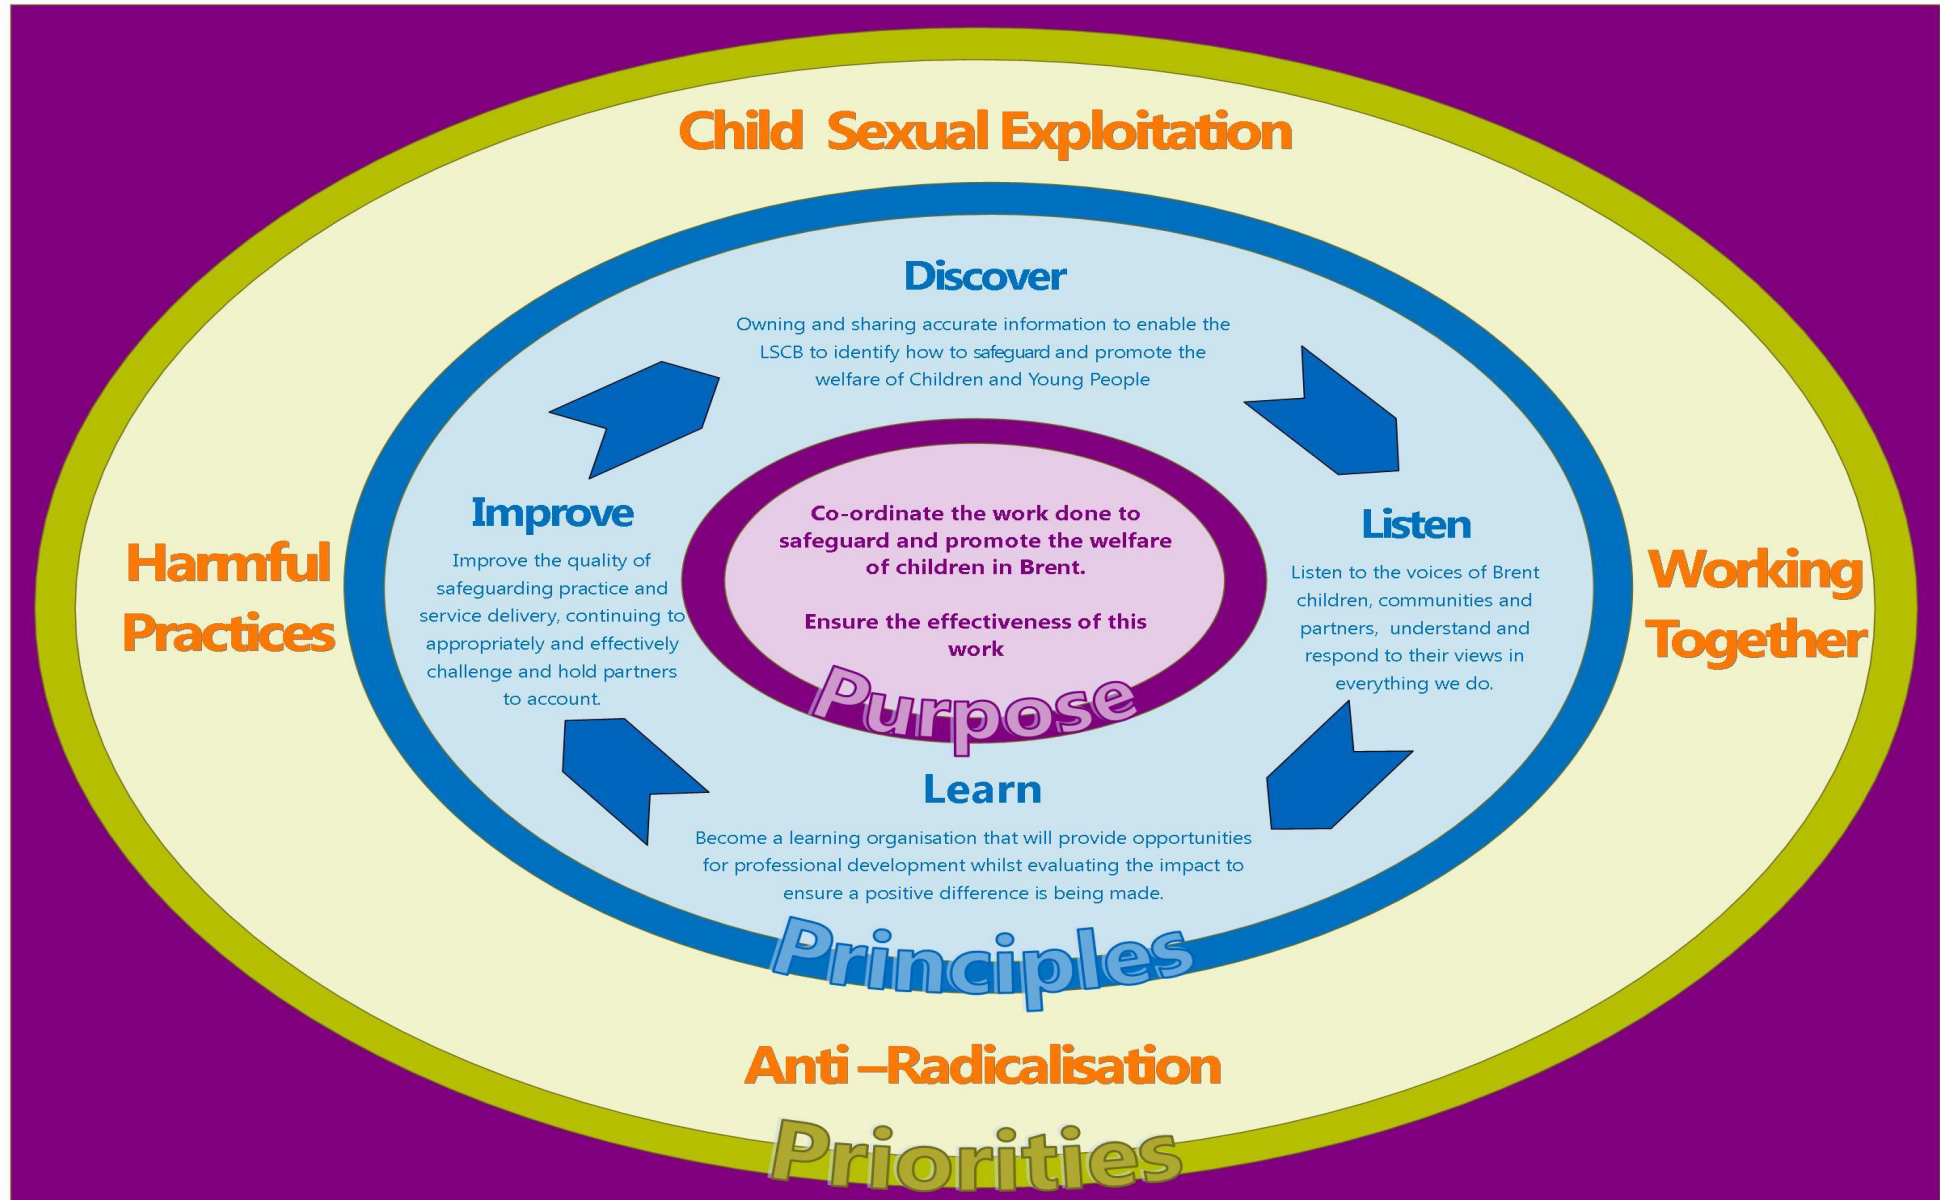 Child Sexual Exploitation
Discover
Owning and sharing accurate information to enable the
LSCB to identify how to safeguard and promote the
welfare of Children and Young People
Harmful
Practices
Improve
Improve the quality of
safeguarding practice and
service delivery, continuing to
appropriately and effectively
challenge and hold partners
to account.
Co-ordinate the work done to
safeguard and promote the welfare
of children in Brent.
Ensure the effectiveness of this
work
Purpose
Listen
Listen to the voices of Brent
children, communities and
partners, understand and
respond to their views in
everything we do.
Working
Together
Learn
Become a learning organisation that will provide opportunities
for professional development whilst evaluating the impact to
ensure a positive difference is being made.
Principles
Anti –Radicalisation
Priorities